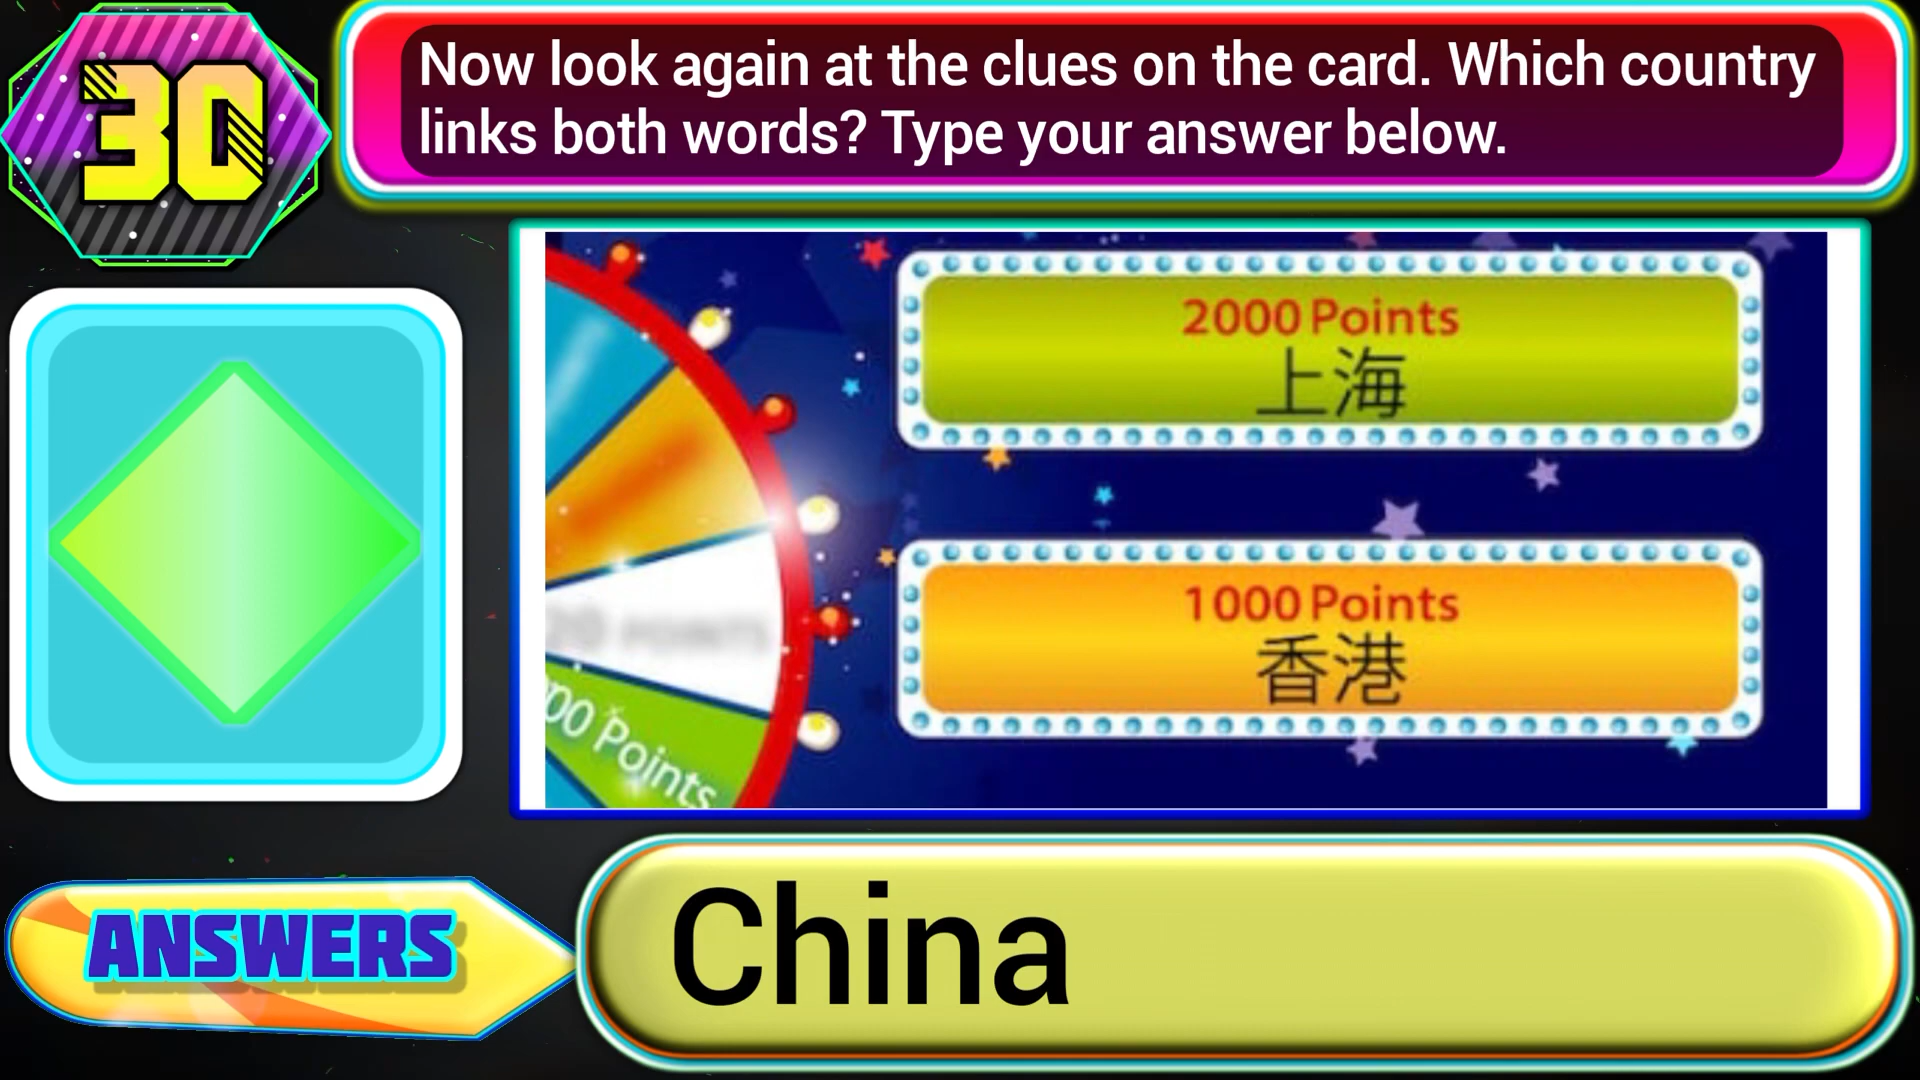 30
Now look again at the clues on the card. Which country
links both words? Type your answer below.
2000 Points
上海
1000 Points
香港
00 Points
ANSWERS
China